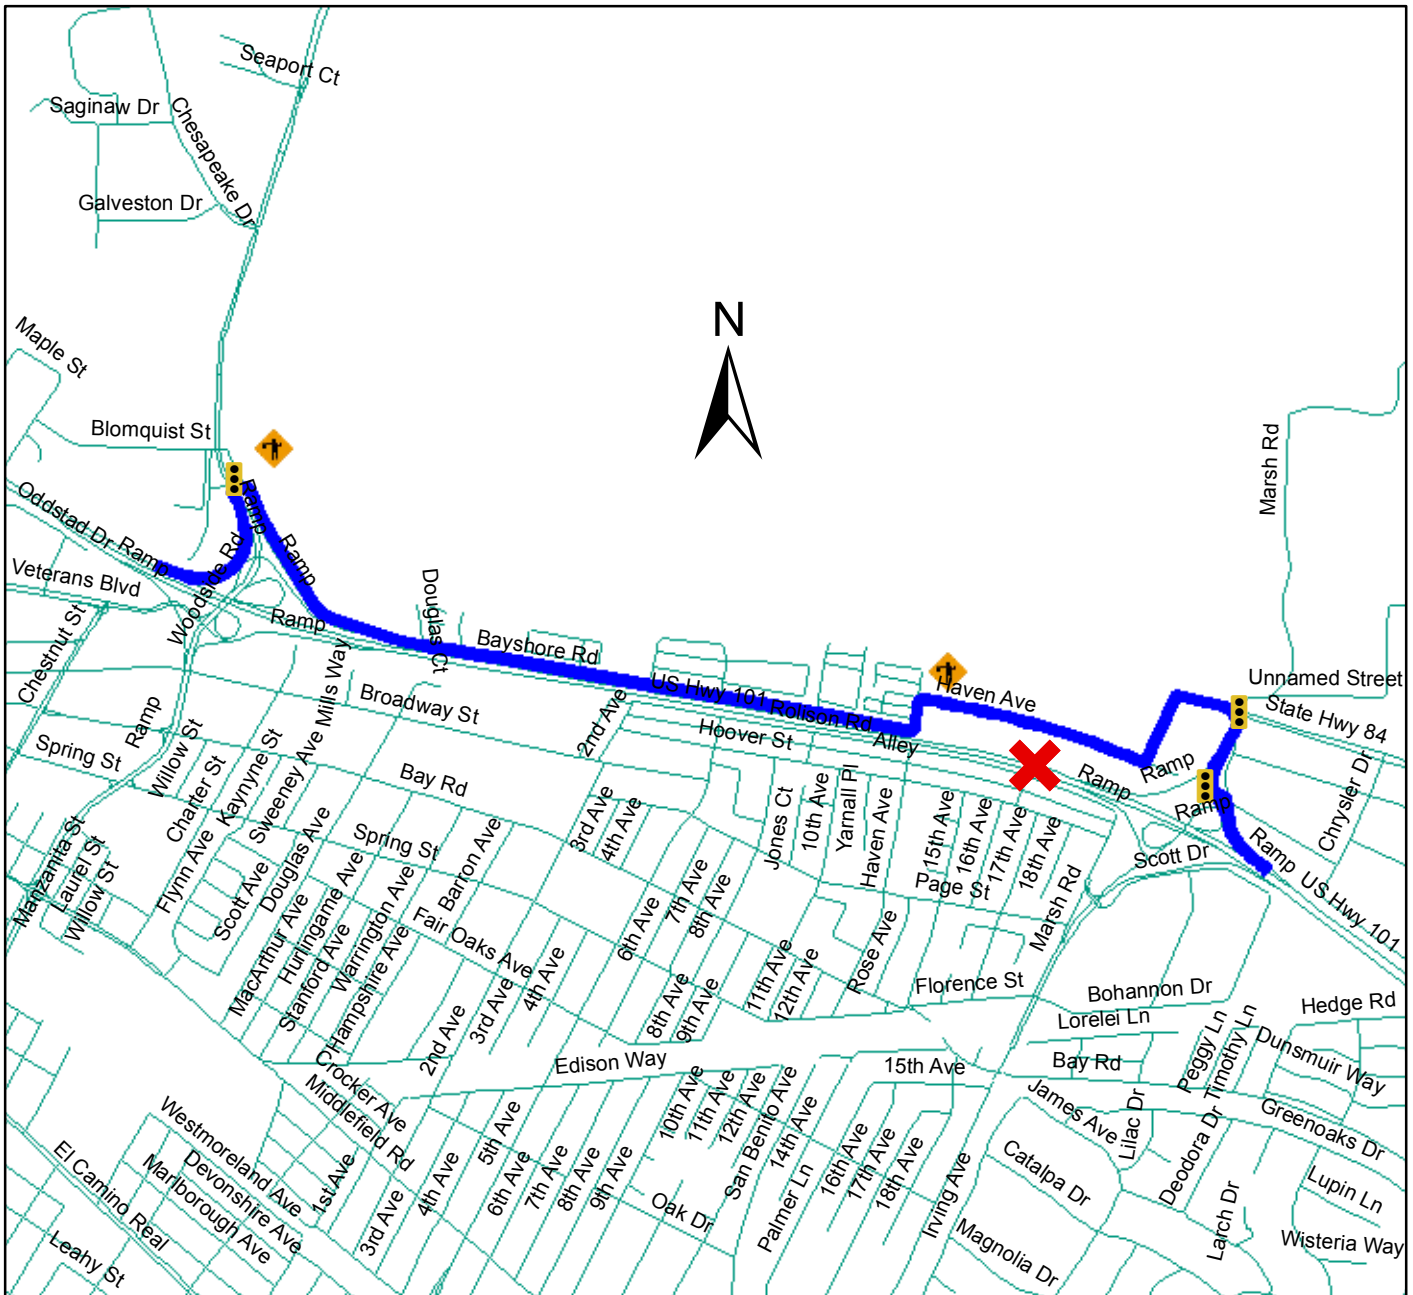 Seaport Ct
Saginaw Dr
Chesapeake Dr
Galveston Dr
N
Maple St
Blomquist St
Marsh Rd
Oddstad Dr
Ramp
Ramp
Ramp
Woodside Rd
Veterans Blvd
Douglas Ct
Ramp
Bayshore Rd
Chestnut St
Unnamed Street
US Hwy 101
Haven Ave
State Hwy 84
Rolison Rd
Broadway St
2nd Ave
Hoover St
Alley
Ramp
Spring St
Willow St
Charter St
Kaynyne St
Sweeney Ave
Mills Way
Bay Rd
Ramp
Ramp
Ramp
Chrysler Dr
Jones Ct
10th Ave
Yarnall Pl
Haven Ave
15th Ave
16th Ave
17th Ave
18th Ave
3rd Ave
4th Ave
Ramp
Scott Dr
US Hwy 101
Manzanita St
Laurel St
Willow St
Flynn Ave
Scott Ave
Douglas Ave
Spring St
Barron Ave
Page St
Marsh Rd
MacArthur Ave
Hurlingame Ave
Stanford Ave
Warrington Ave
Hampshire Ave
Fair Oaks Ave
6th Ave
7th Ave
8th Ave
Rose Ave
2nd Ave
3rd Ave
4th Ave
8th Ave
9th Ave
11th Ave
12th Ave
Florence St
Bohannon Dr
Hedge Rd
Lorelei Ln
Bay Rd
Peggy Ln
Timothy Ln
Dunsmuir Way
Edison Way
15th Ave
Crocker Ave
Middlefield Rd
10th Ave
11th Ave
12th Ave
San Benito Ave
14th Ave
James Ave
Lilac Dr
Deodora Dr
Greenoaks Dr
Westmoreland Ave
Devonshire Ave
Marlborough Ave
El Camino Real
Leahy St
1st Ave
3rd Ave
4th Ave
5th Ave
6th Ave
7th Ave
8th Ave
9th Ave
Oak Dr
Palmer Ln
16th Ave
17th Ave
18th Ave
Irving Ave
Catalpa Dr
Magnolia Dr
Larch Dr
Lupin Ln
Wisteria Way